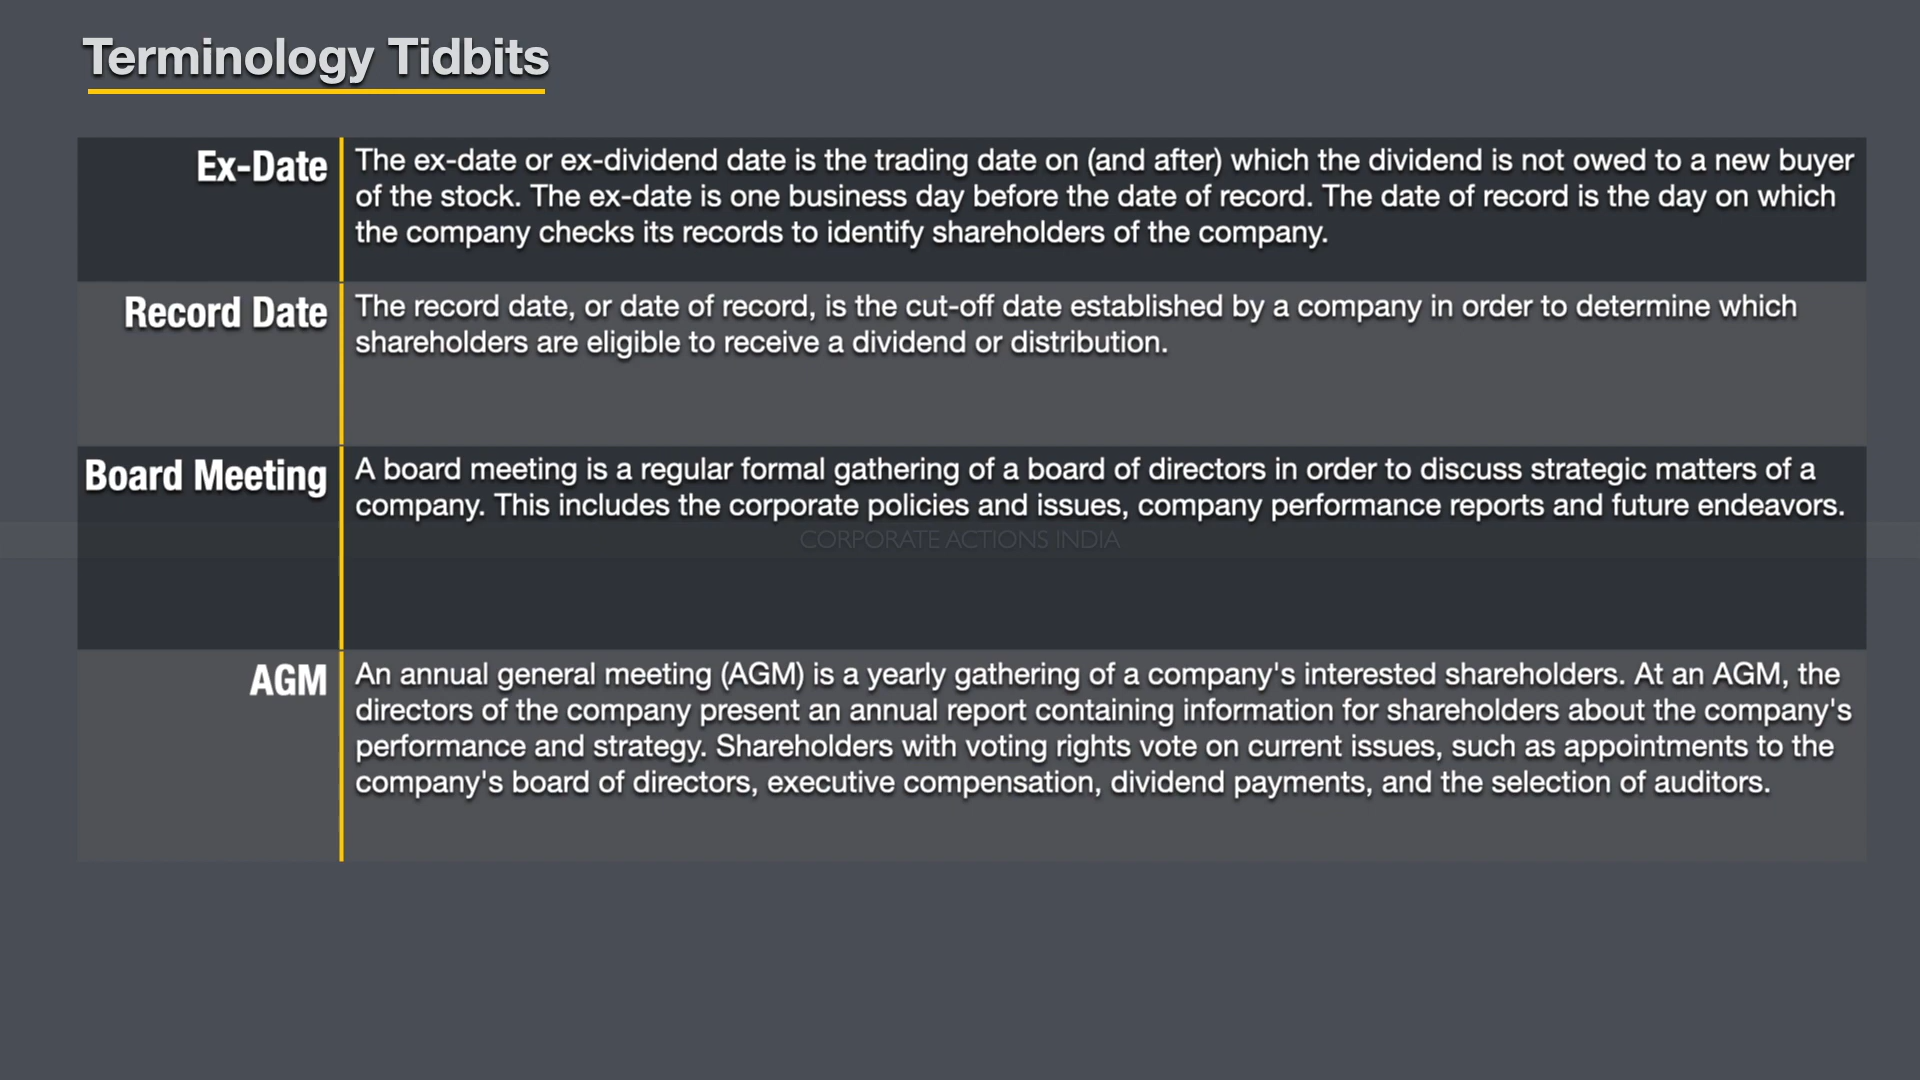 Terminology Tidbits
Ex-Date
The ex-date or ex-dividend date is the trading date on (and after) which the dividend is not owed to a new buyer
of the stock. The ex-date is one business day before the date of record. The date of record is the day on which
the company checks its records to identify shareholders of the company.
Record Date
The record date, or date of record, is the cut-off date established by a company in order to determine which
shareholders are eligible to receive a dividend or distribution.
Board Meeting
A board meeting is a regular formal gathering of a board of directors in order to discuss strategic matters of a
company. This includes the corporate policies and issues, company performance reports and future endeavors.
CORPORATE ACTIONS INDIA
AGM
An annual general meeting (AGM) is a yearly gathering of a company's interested shareholders. At an AGM, the
directors of the company present an annual report containing information for shareholders about the company's
performance and strategy. Shareholders with voting rights vote on current issues, such as appointments to the
company's board of directors, executive compensation, dividend payments, and the selection of auditors.